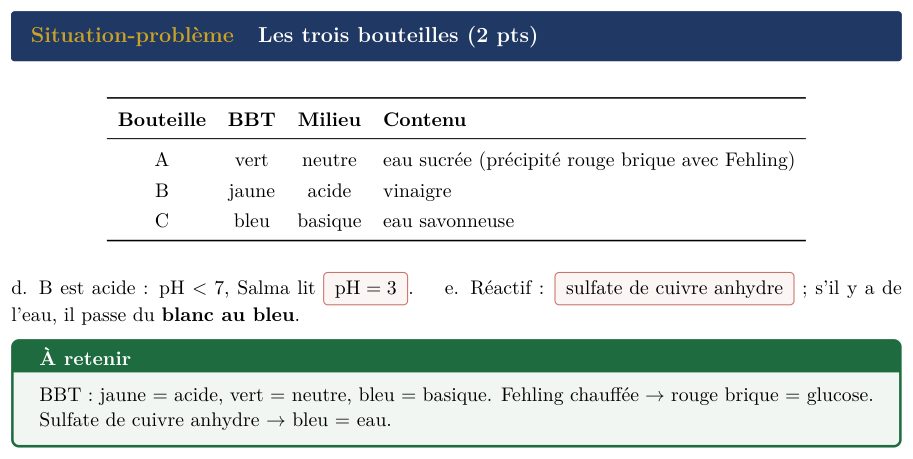 Situation-problème Les trois bouteilles (2 pts)
Bouteille BBT Milieu Contenu
A vert neutre eau sucrée (précipité rouge brique avec Fehling)
B jaune acide vinaigre
C bleu basique eau savonneuse
d. B est acide : pH < 7, Salma lit pH = 3. e. Réactif : sulfate de cuivre anhydre ; s'il y a de
l'eau, il passe du blanc au bleu.
À retenir
BBT : jaune = acide, vert = neutre, bleu = basique. Fehling chauffée → rouge brique = glucose.
Sulfate de cuivre anhydre → bleu = eau.